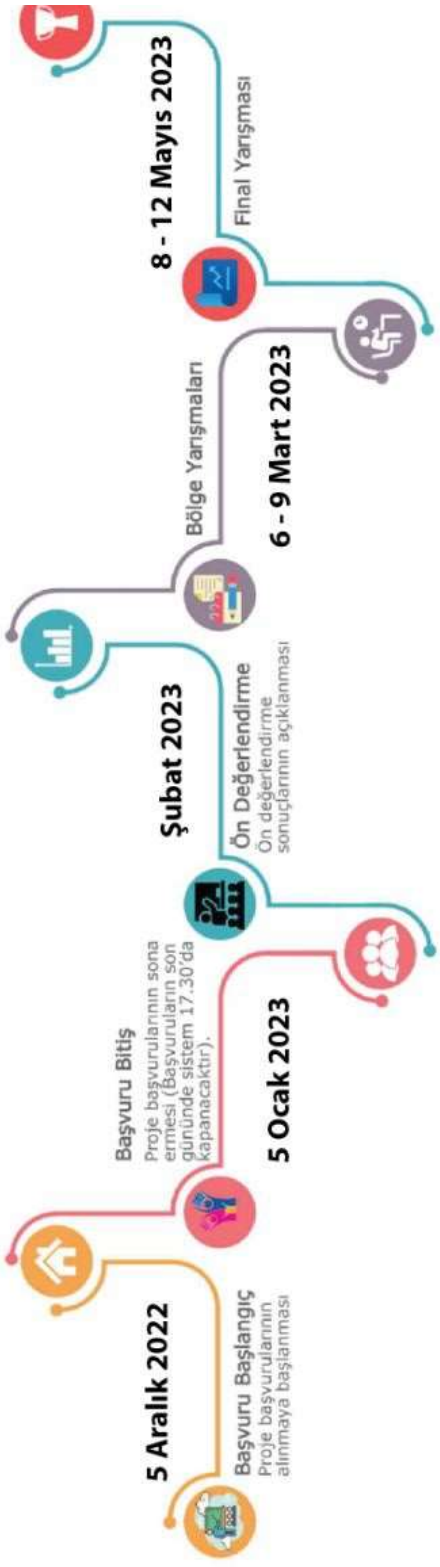 5 Aralık 2022
Başvuru Başlangıç
Proje başvurularının
alınmaya başlanması
Başvuru Bitiş
Proje başvurularının sona
ermesi (Başvuruların son
gününde sistem 17.30'da
kapanacaktır).
5 Ocak 2023
Şubat 2023
Ön Değerlendirme
Ön değerlendirme
sonuçlarının açıklanması
Bölge Yarışmaları
6 - 9 Mart 2023
8 - 12 Mayıs 2023
Final Yarışması